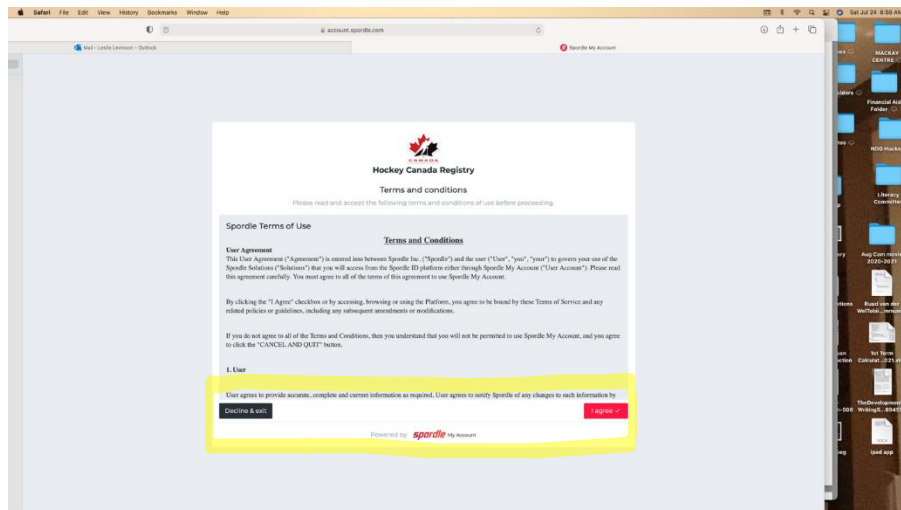 Safari File Edit View History Bookmarks Window Help
Sat Jul 24 8:58 AM
account.spordle.com
Mail - Leslie Levinson - Outlook
Spordle My Account
CANADA
Hockey Canada Registry
Terms and conditions
Please read and accept the following terms and conditions of use before proceeding.
Spordle Terms of Use
Terms and Conditions
User Agreement
This User Agreement ("Agreement") is entered into between Spordle Inc. ("Spordle") and the user ("User", "you", "your") to govern your use of the
Spordle Solutions ("Solutions") that you will access from the Spordle ID platform either through Spordle My Account ("User Account"). Please read
this agreement carefully. You must agree to all of the terms of this agreement to use Spordle My Account.
By clicking the "I Agree" checkbox or by accessing, browsing or using the Platform, you agree to be bound by these Terms of Service and any
related policies or guidelines, including any subsequent amendments or modifications.
If you do not agree to all of the Terms and Conditions, then you understand that you will not be permitted to use Spordle My Account, and you agree
to click the "CANCEL AND QUIT" button.
1. User
User agrees to provide accurate, complete and current information as required. User agrees to notify Spordle of any changes to such information by
Decline & exit
I agree ✓
Powered by spordle My Account
MACKAY
CENTRE
Financial Aid
Folder
NDG Hocke
Literacy
Committe
Aug Com movie
2020-2021
Ruud van der
1st Term
TheDevelopmen
ipad app